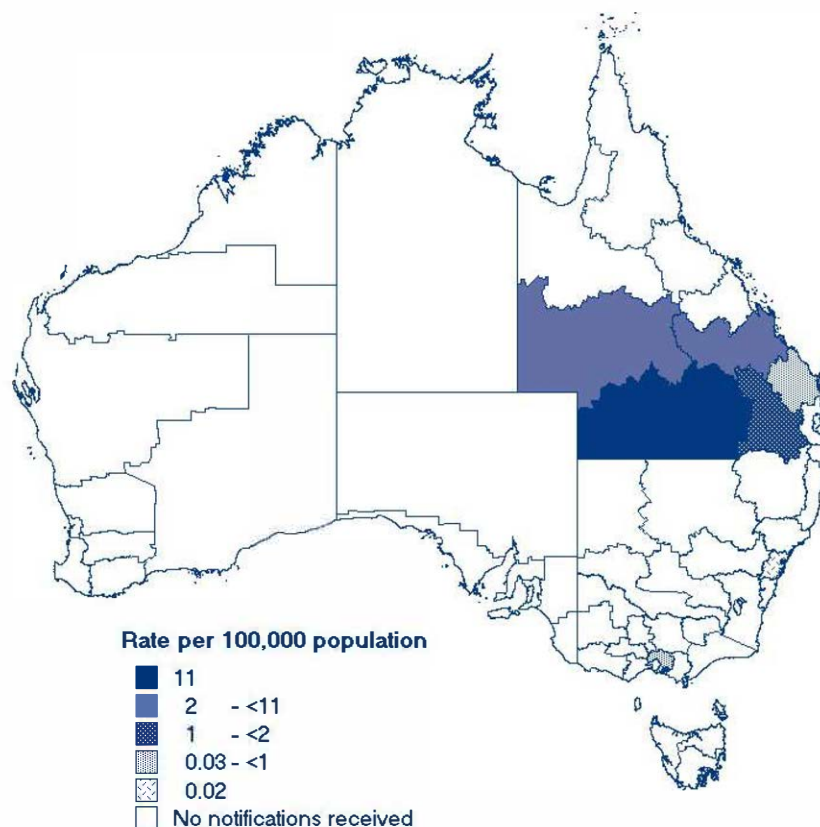 Rate per 100,000 population
11
2 - <11
1 - <2
0.03 - <1
0.02
No notifications received